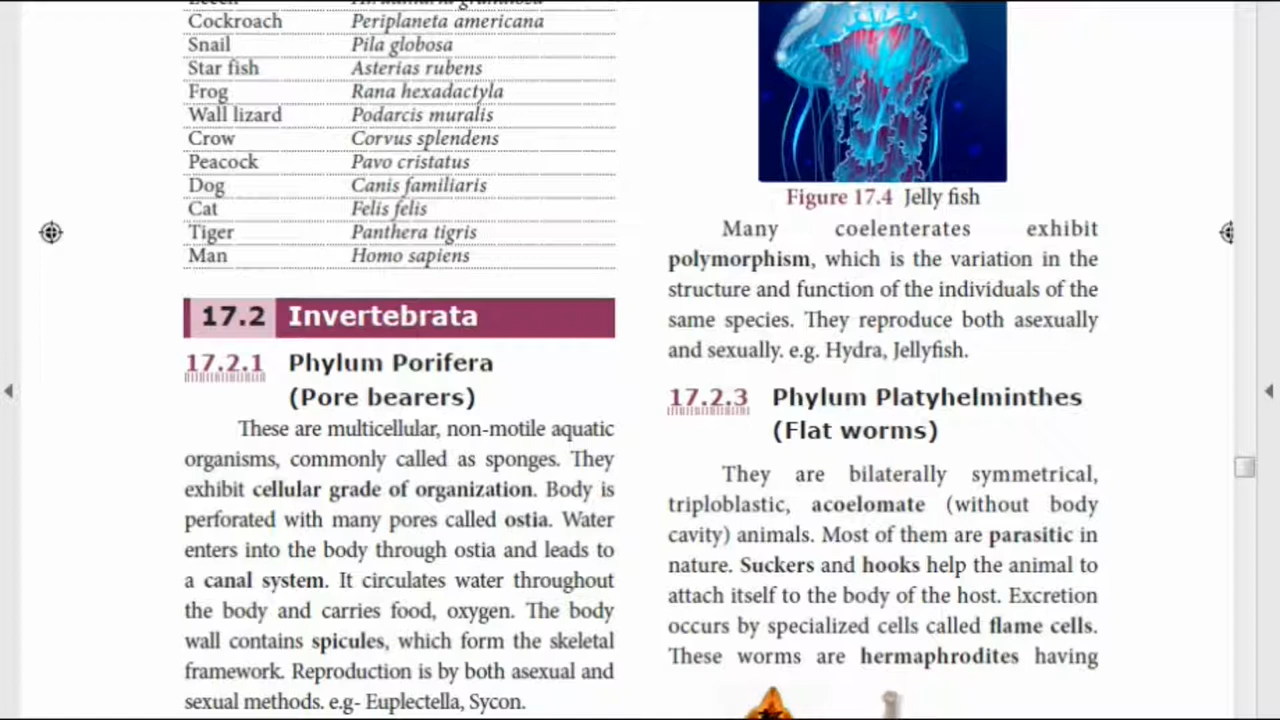 Cockroach Periplaneta americana
Snail Pila globosa
Star fish Asterias rubens
Frog Rana hexadactyla
Wall lizard Podarcis muralis
Crow Corvus splendens
Peacock Pavo cristatus
Dog Canis familiaris
Cat Felis felis
Tiger Panthera tigris
Man Homo sapiens
17.2 Invertebrata
17.2.1 Phylum Porifera
(Pore bearers)
These are multicellular, non-motile aquatic
organisms, commonly called as sponges. They
exhibit cellular grade of organization. Body is
perforated with many pores called ostia. Water
enters into the body through ostia and leads to
a canal system. It circulates water throughout
the body and carries food, oxygen. The body
wall contains spicules, which form the skeletal
framework. Reproduction is by both asexual and
sexual methods. e.g- Euplectella, Sycon.
Figure 17.4 Jelly fish
Many coelenterates exhibit
polymorphism, which is the variation in the
structure and function of the individuals of the
same species. They reproduce both asexually
and sexually. e.g. Hydra, Jellyfish.
17.2.3 Phylum Platyhelminthes
(Flat worms)
They are bilaterally symmetrical,
triploblastic, acoelomate (without body
cavity) animals. Most of them are parasitic in
nature. Suckers and hooks help the animal to
attach itself to the body of the host. Excretion
occurs by specialized cells called flame cells.
These worms are hermaphrodites having